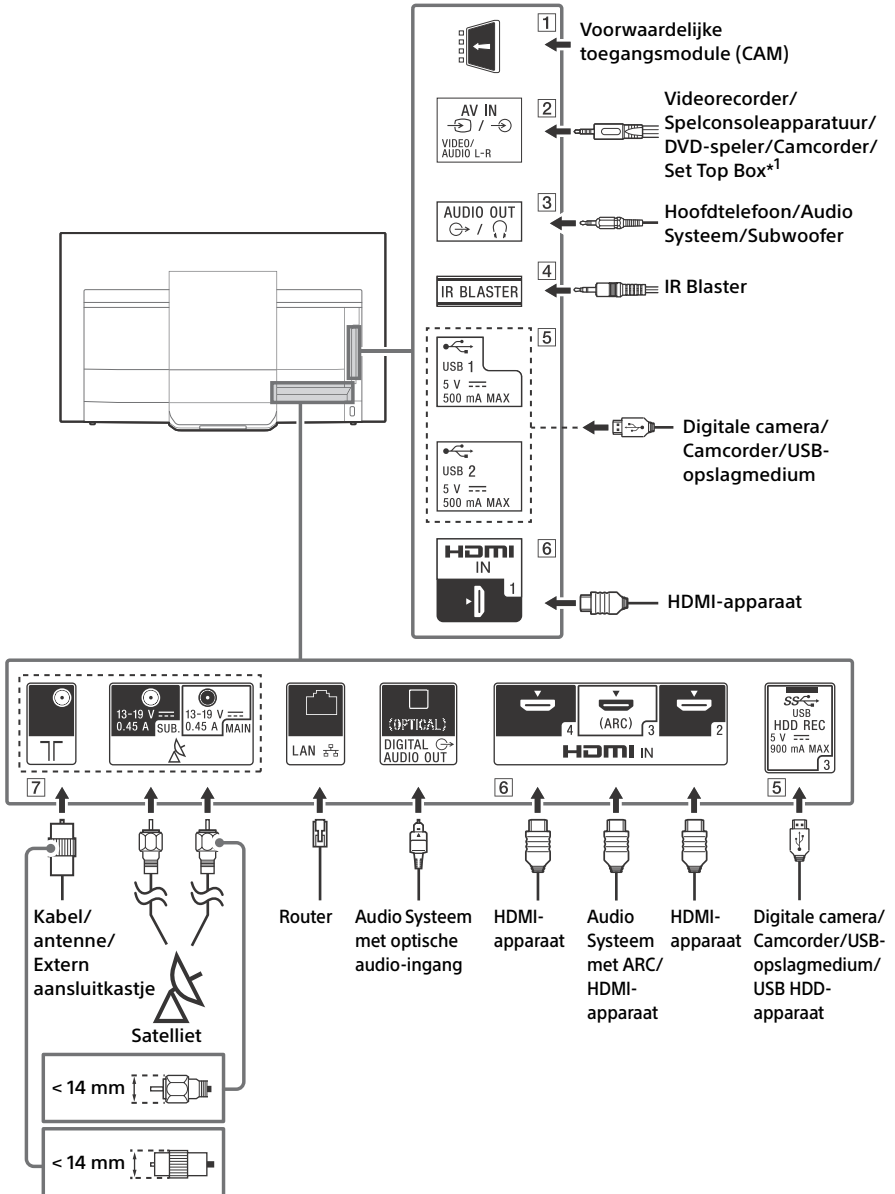 1
Voorwaardelijke
toegangsmodule (CAM)
AV IN
/
VIDEO/
AUDIO L-R
2
Videorecorder/
Spelconsoleapparatuur/
DVD-speler/Camcorder/
Set Top Box*1
AUDIO OUT
/
3
Hoofdtelefoon/Audio
Systeem/Subwoofer
IR BLASTER
4
IR Blaster
5
USB 1
5 V
500 mA MAX
USB 2
5 V
500 mA MAX
Digitale camera/
Camcorder/USB-
opslagmedium
HDMI
IN
1
6
HDMI-apparaat
7
13-19 V
0.45 A
SUB.
13-19 V
0.45 A
MAIN
LAN
(OPTICAL)
DIGITAL
AUDIO OUT
6
4
(ARC)
3
2
HDMI IN
SS
USB
HDD REC
5 V
900 mA MAX
3
5
Kabel/
antenne/
Extern
aansluitkastje
Satelliet
Router
Audio Systeem
met optische
audio-ingang
HDMI-
apparaat
Audio
Systeem
met ARC/
HDMI-
apparaat
HDMI-
apparaat
Digitale camera/
Camcorder/USB-
opslagmedium/
USB HDD-
apparaat
< 14 mm
< 14 mm